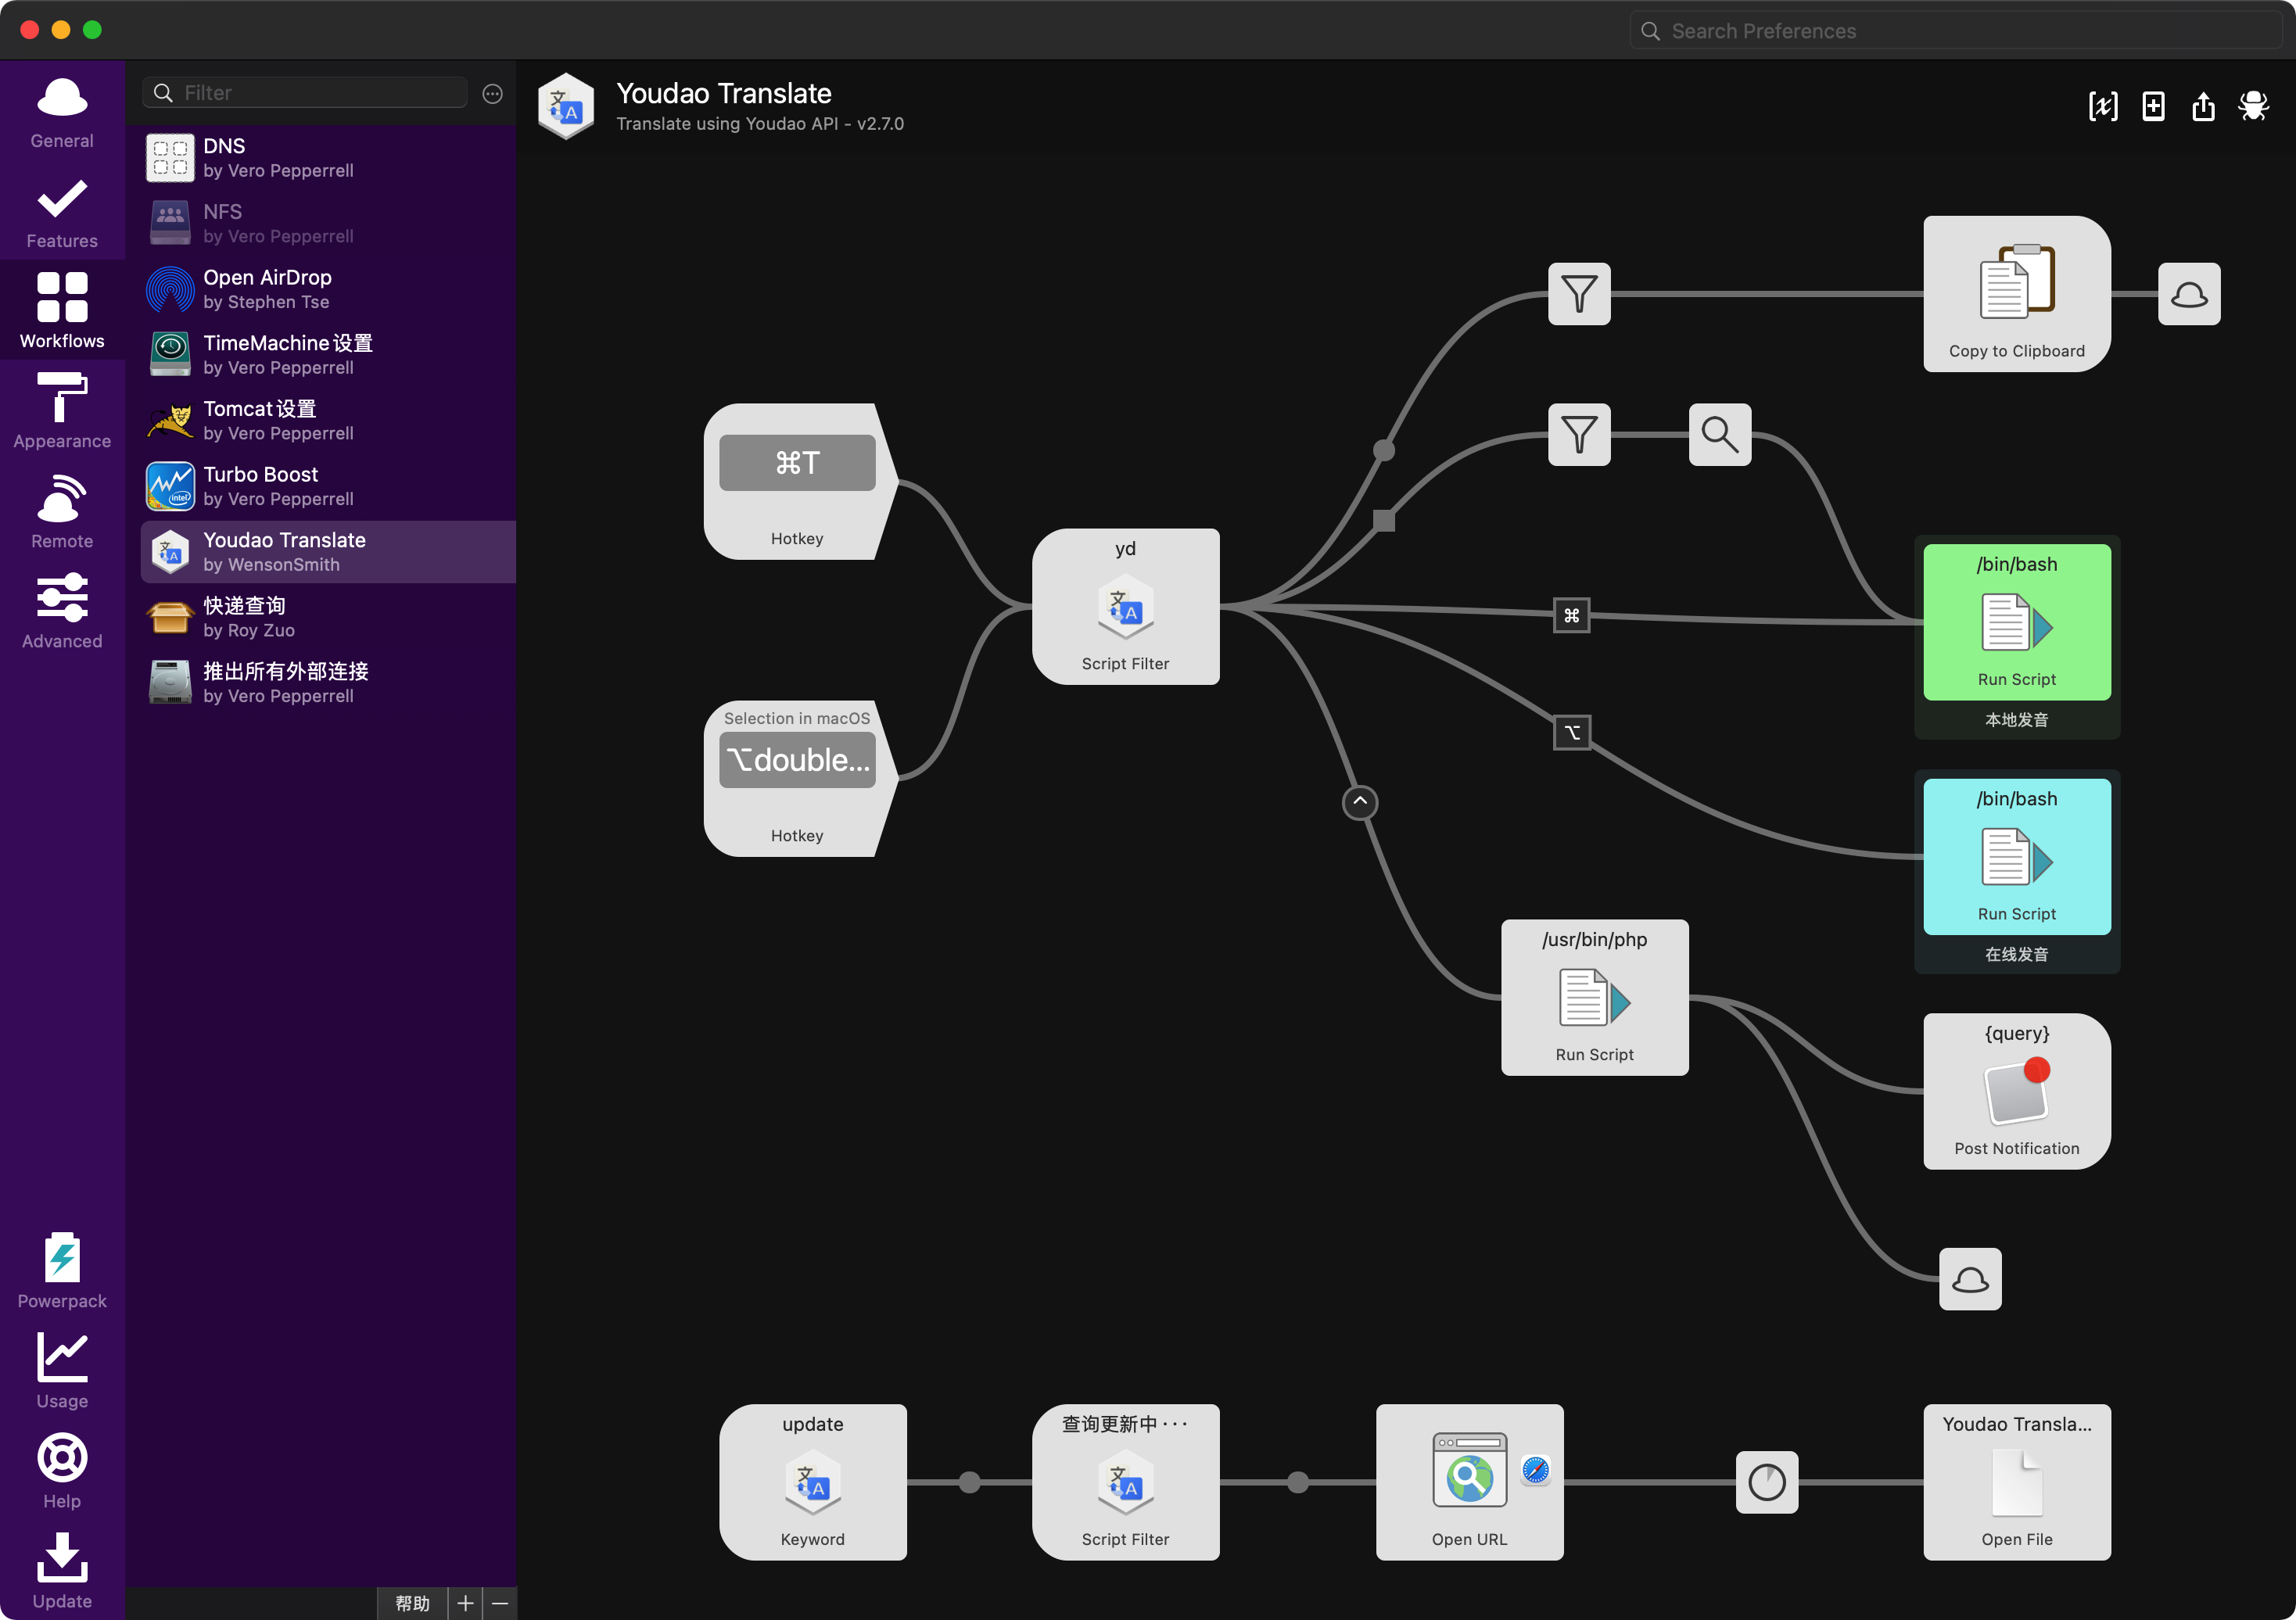 Search Preferences
General
Features
Workflows
Appearance
Remote
Advanced
Powerpack
Usage
Help
Update
Filter
DNS
by Vero Pepperrell
NFS
by Vero Pepperrell
Open AirDrop
by Stephen Tse
TimeMachine设置
by Vero Pepperrell
Tomcat设置
by Vero Pepperrell
Turbo Boost
by Vero Pepperrell
Youdao Translate
by WensonSmith
快递查询
by Roy Zuo
推出所有外部连接
by Vero Pepperrell
帮助
Youdao Translate
Translate using Youdao API - v2.7.0
Copy to Clipboard
⌘T
Hotkey
yd
Script Filter
⌘
/bin/bash
Run Script
本地发音
Selection in macOS
⌥double...
Hotkey
⌥
/bin/bash
Run Script
在线发音
/usr/bin/php
Run Script
{query}
Post Notification
update
Keyword
查询更新中···
Script Filter
Open URL
Youdao Transla...
Open File